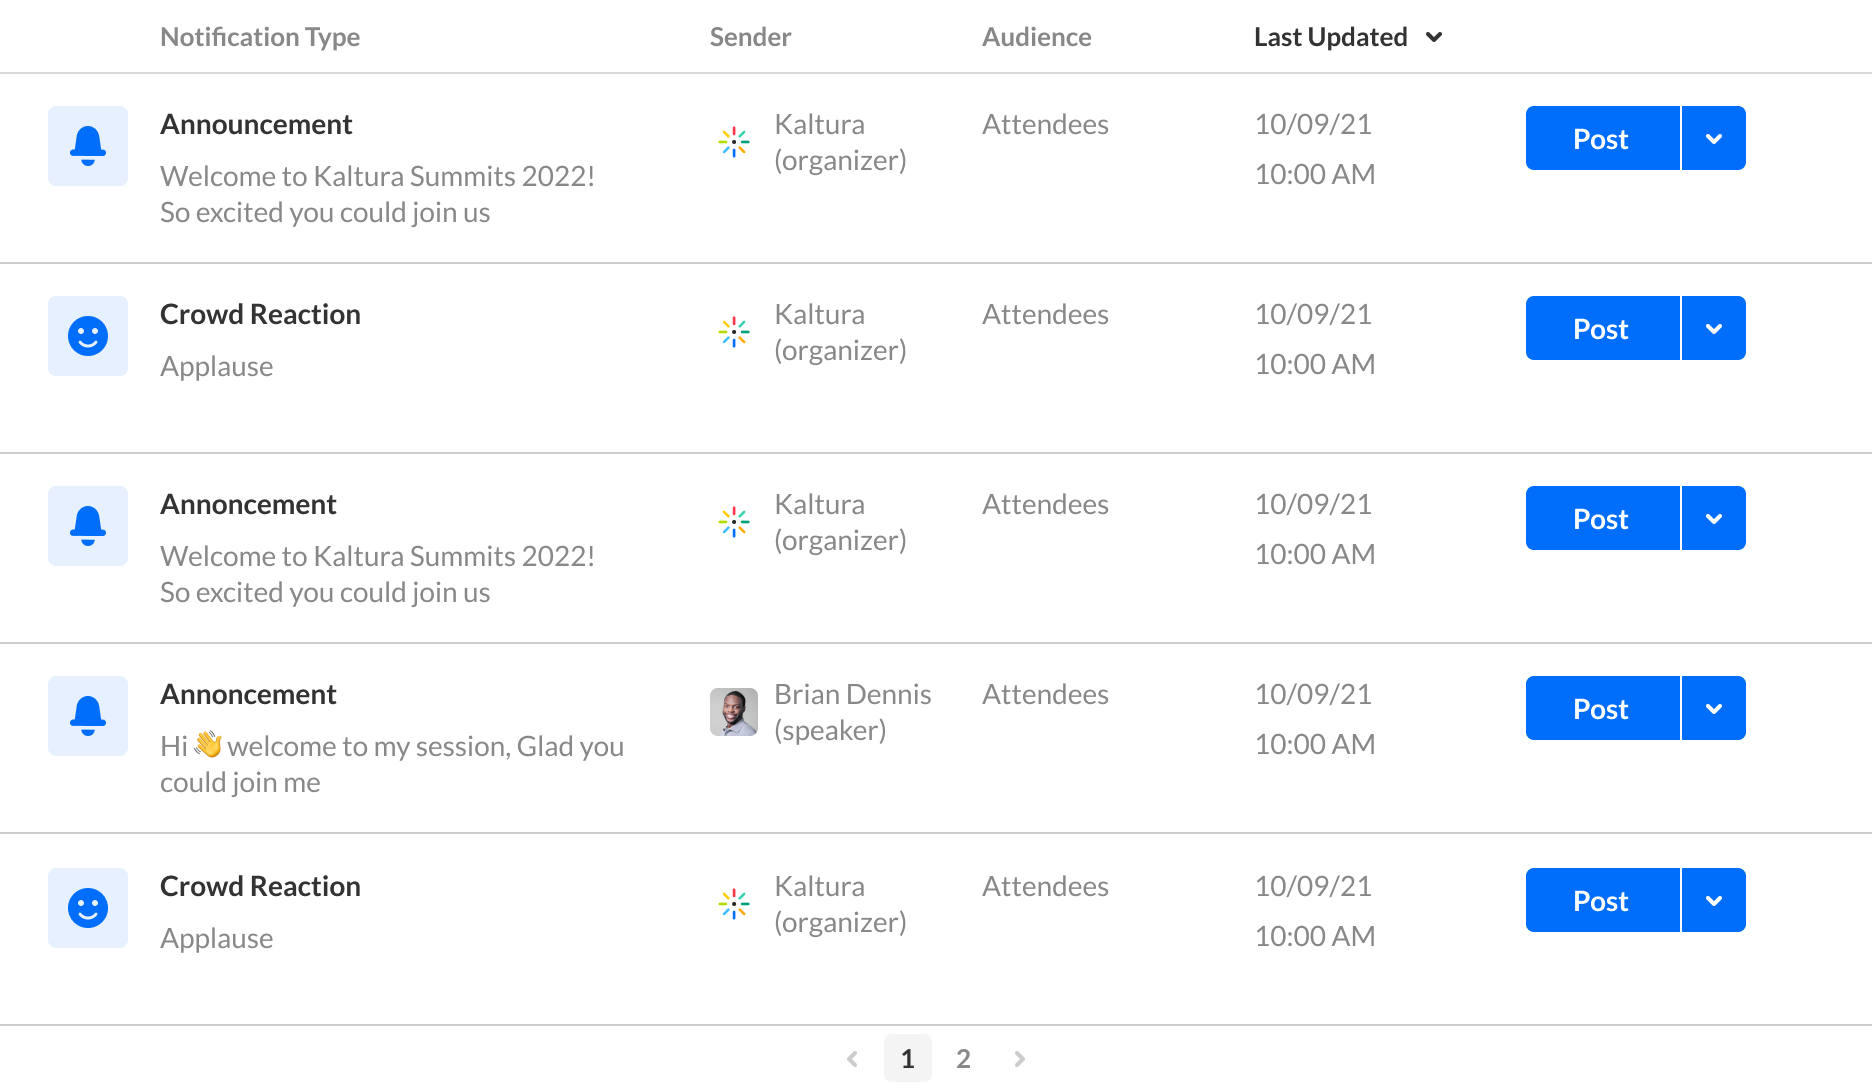 Notification Type Sender Audience Last Updated
Announcement Kaltura Attendees 10/09/21 Post
(organizer) 10:00 AM
Welcome to Kaltura Summits 2022!
So excited you could join us
Crowd Reaction Kaltura Attendees 10/09/21 Post
(organizer) 10:00 AM
Applause
Annoncement Kaltura Attendees 10/09/21 Post
(organizer) 10:00 AM
Welcome to Kaltura Summits 2022!
So excited you could join us
Annoncement Brian Dennis Attendees 10/09/21 Post
(speaker) 10:00 AM
Hi 👋 welcome to my session, Glad you
could join me
Crowd Reaction Kaltura Attendees 10/09/21 Post
(organizer) 10:00 AM
Applause
1 2